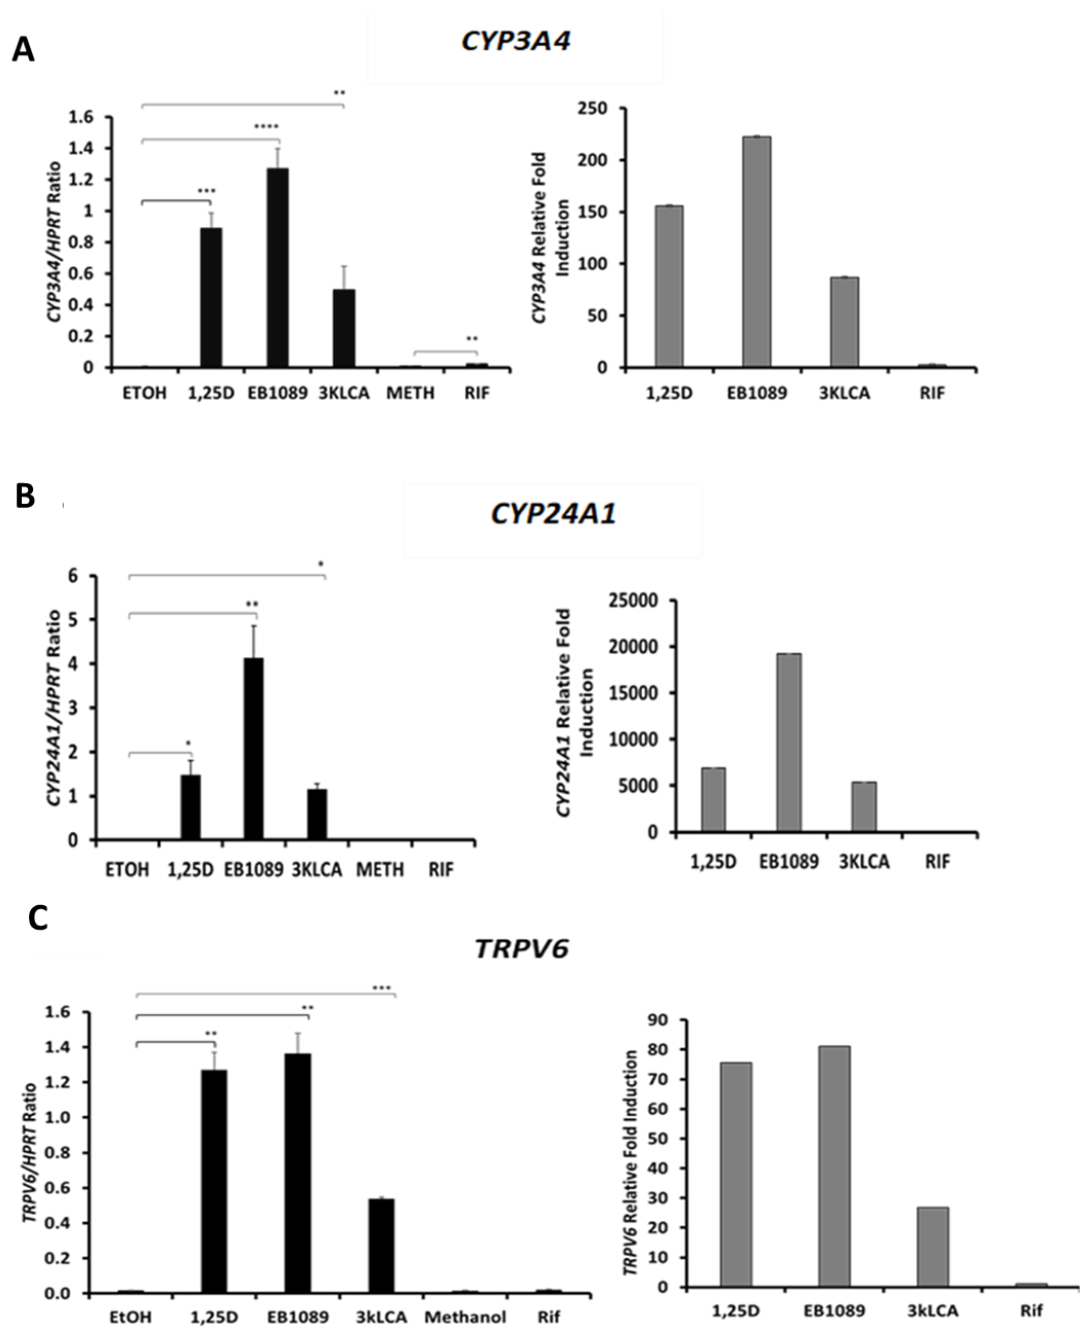 A
CYP3A4
CYP3A4/HPRT Ratio
1.6
1.4
1.2
1
0.8
0.6
0.4
0.2
0
***
****
**
**
ETOH 1,25D EB1089 3KLCA METH RIF
CYP3A4 Relative Fold
Induction
250
200
150
100
50
0
1,25D EB1089 3KLCA RIF
B
CYP24A1
CYP24A1/HPRT Ratio
6
5
4
3
2
1
0
*
**
*
ETOH 1,25D EB1089 3KLCA METH RIF
CYP24A1 Relative Fold
Induction
25000
20000
15000
10000
5000
0
1,25D EB1089 3KLCA RIF
C
TRPV6
TRPV6/HPRT Ratio
1.6
1.4
1.2
1.0
0.8
0.6
0.4
0.2
0.0
**
**
***
EtOH 1,25D EB1089 3kLCA Methanol Rif
TRPV6 Relative Fold Induction
90
80
70
60
50
40
30
20
10
0
1,25D EB1089 3kLCA Rif